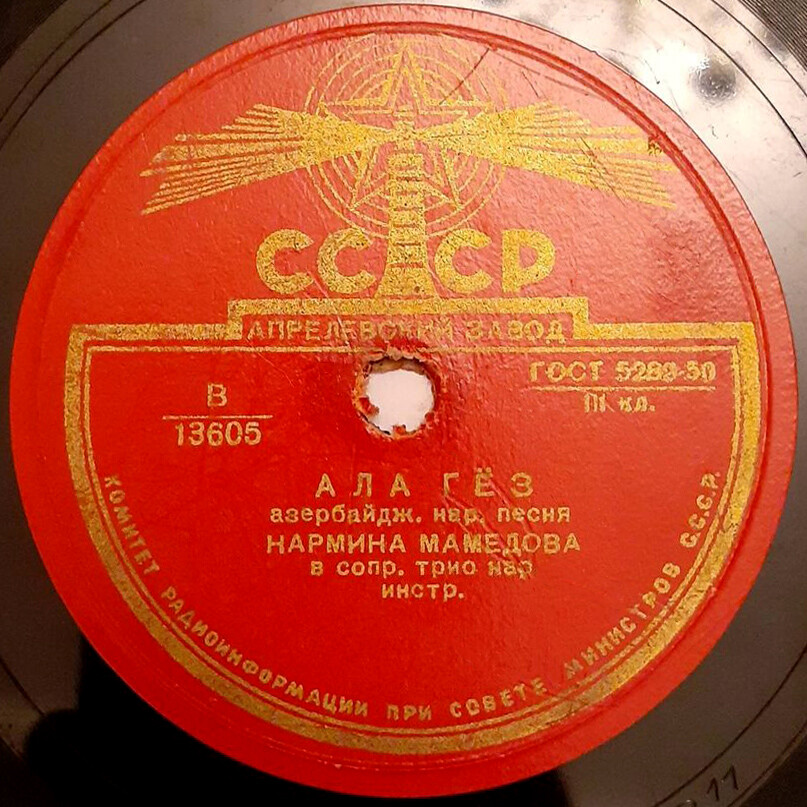 СССР
АПРЕЛЕВСКИЙ ЗАВОД
В
13605
ГОСТ 5289-50
III кл.
АЛА ГЁЗ
азербайдж. нар. песня
НАРМИНА МАМЕДОВА
в сопр. трио нар
инстр.
КОМИТЕТ РАДИОИНФОРМАЦИИ ПРИ СОВЕТЕ МИНИСТРОВ С.С.С.Р.